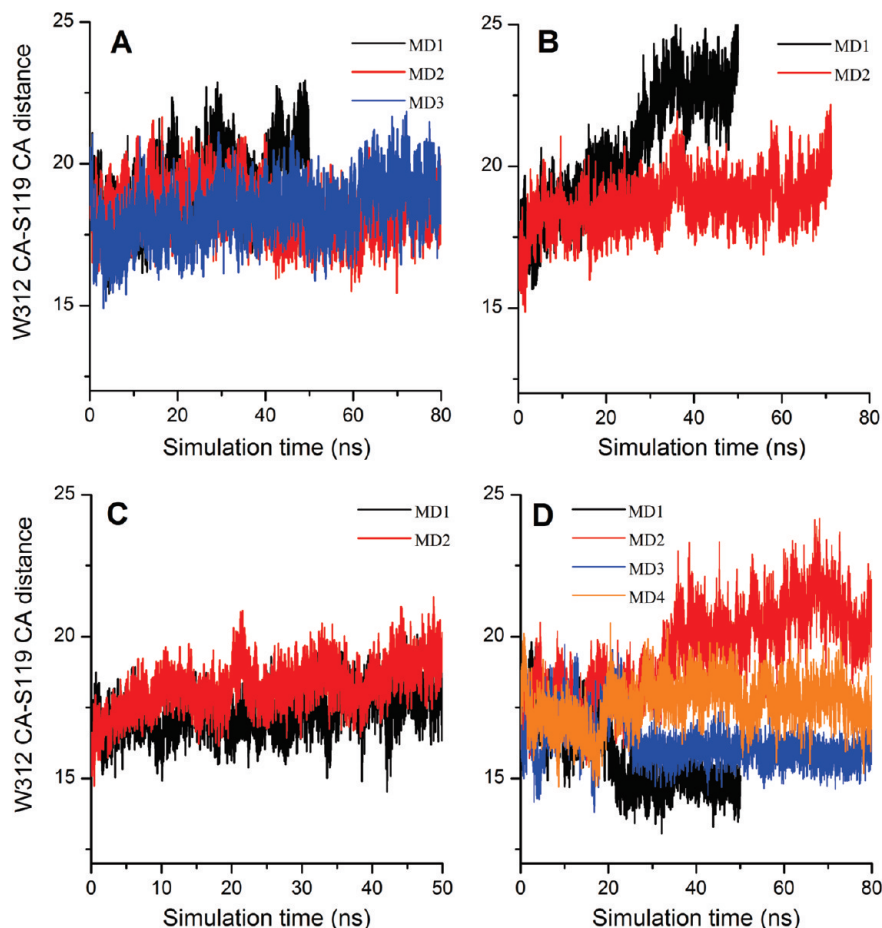 A
MD1
MD2
MD3
25
20
15
0 20 40 60 80
Simulation time (ns)
W312 CA-S119 CA distance
B
MD1
MD2
25
20
15
0 20 40 60 80
Simulation time (ns)
C
MD1
MD2
25
20
15
0 10 20 30 40 50
Simulation time (ns)
W312 CA-S119 CA distance
D
MD1
MD2
MD3
MD4
25
20
15
0 20 40 60 80
Simulation time (ns)